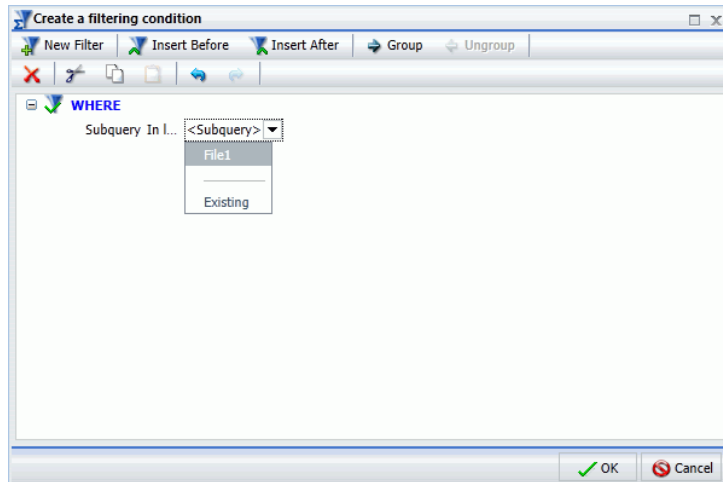 Create a filtering condition
New Filter Insert Before Insert After Group Ungroup
WHERE
Subquery In l... <Subquery>
File1
Existing
OK Cancel